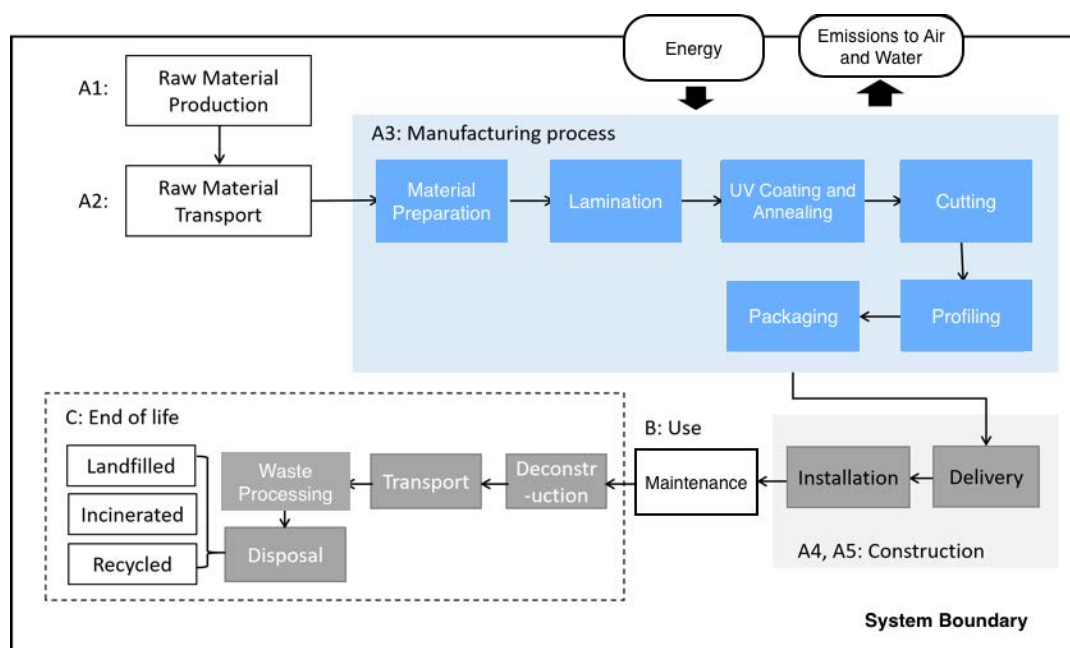 Energy
Emissions to Air
and Water
A1:
Raw Material
Production
A2:
Raw Material
Transport
A3: Manufacturing process
Material
Preparation
Lamination
UV Coating and
Annealing
Cutting
Packaging
Profiling
C: End of life
Landfilled
Incinerated
Recycled
Waste
Processing
Disposal
Transport
Deconstr
-uction
B: Use
Maintenance
Installation
Delivery
A4, A5: Construction
System Boundary